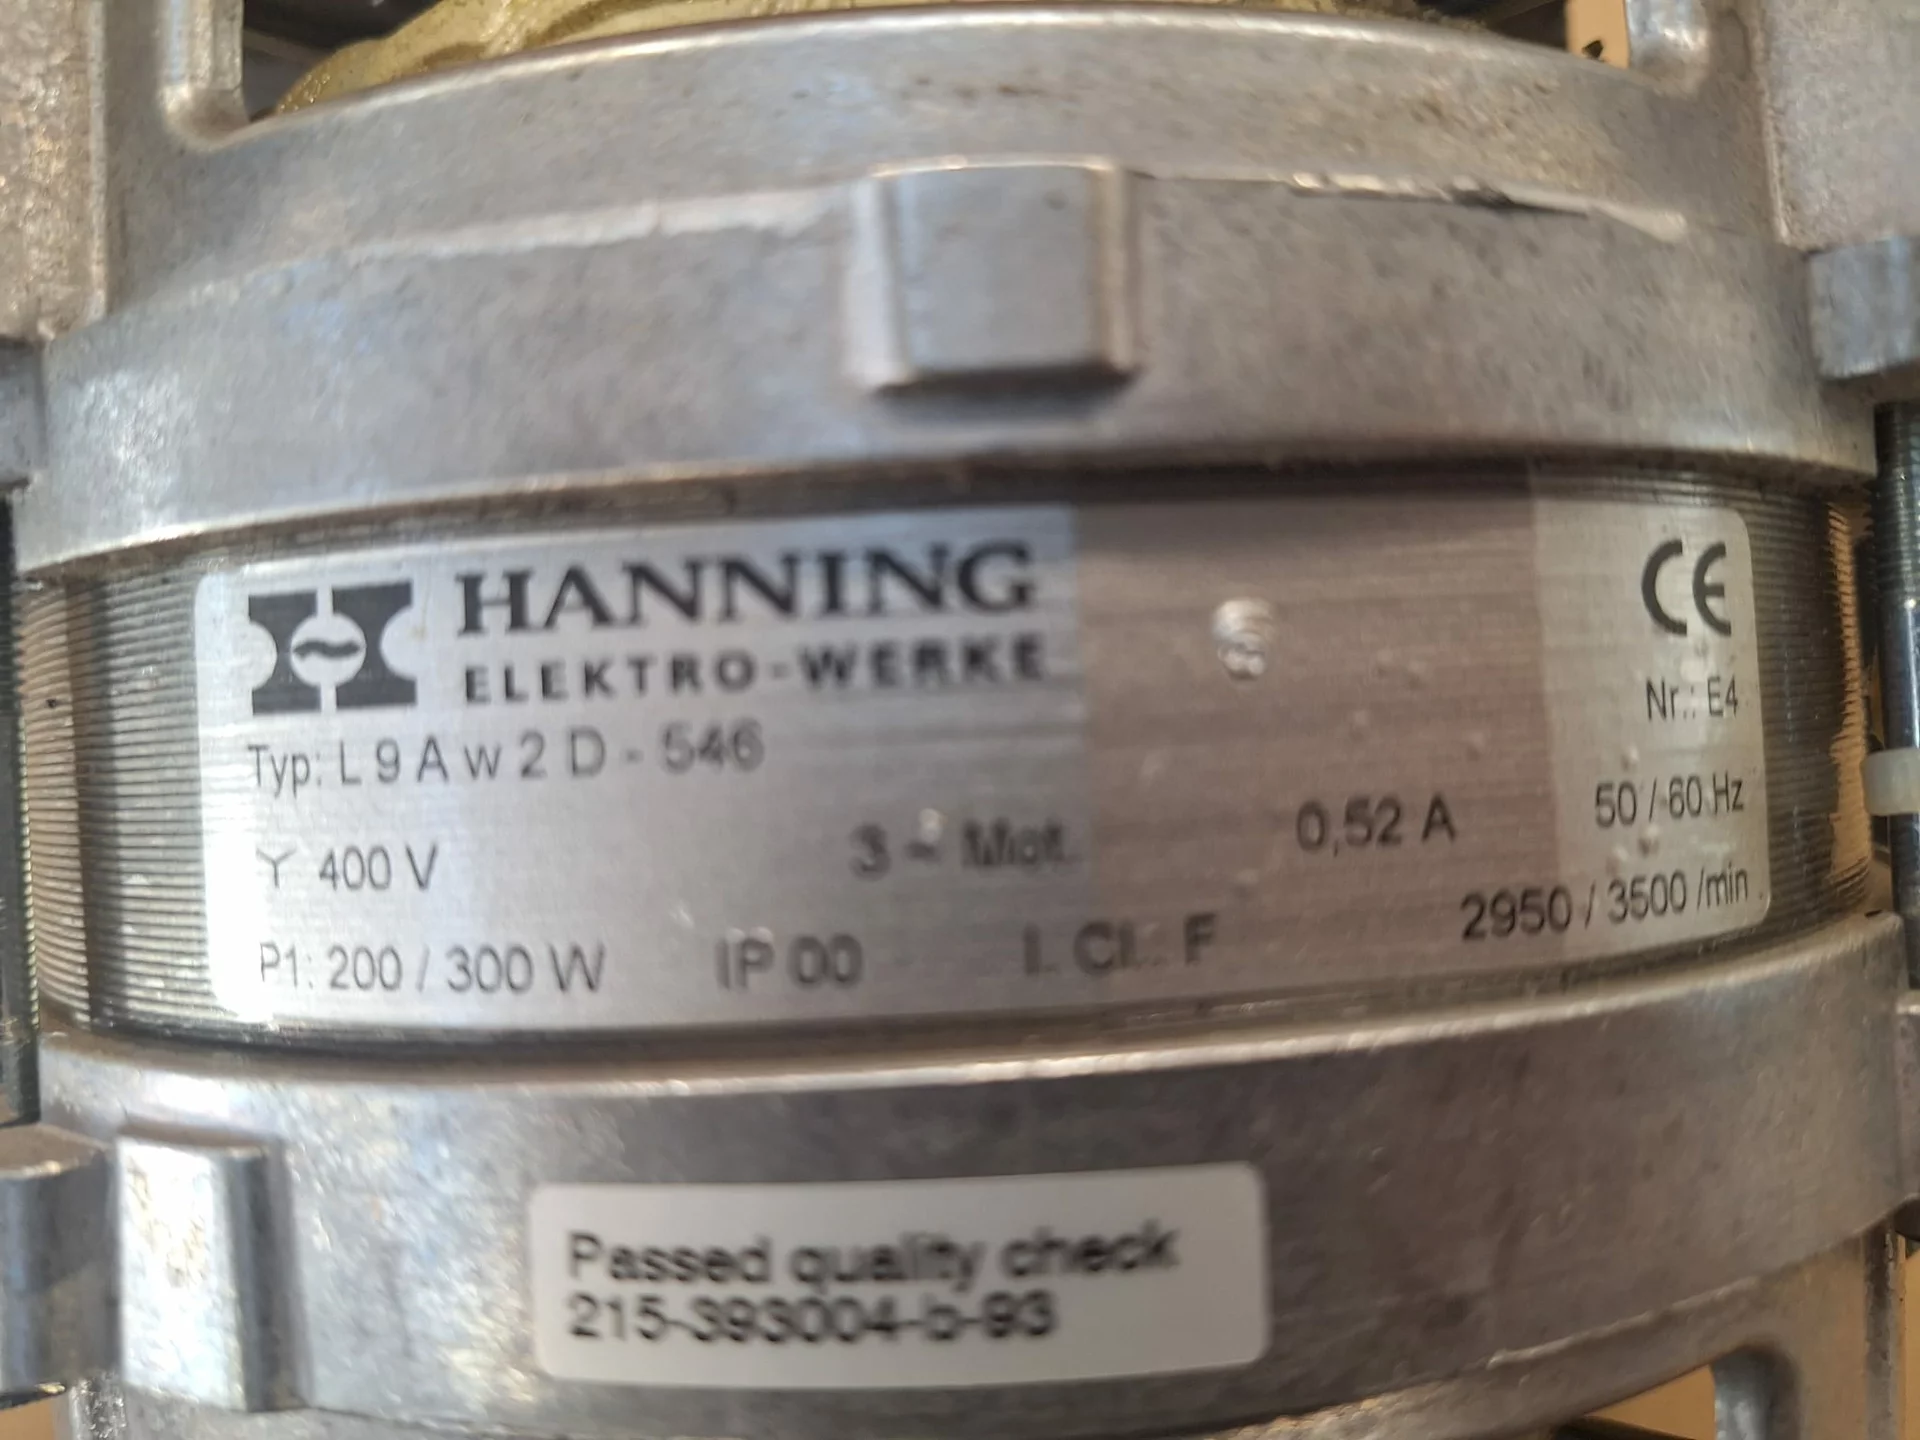 HANNING
ELEKTRO-WERKE
CE
Nr.: E4
Typ: L 9 A w 2 D - 546
Y 400 V 3 ~ Mot. 0,52 A 50 / 60 Hz
P1: 200 / 300 W IP 00 I. Cl.: F 2950 / 3500 /min
Passed quality check
215-393004-b-93